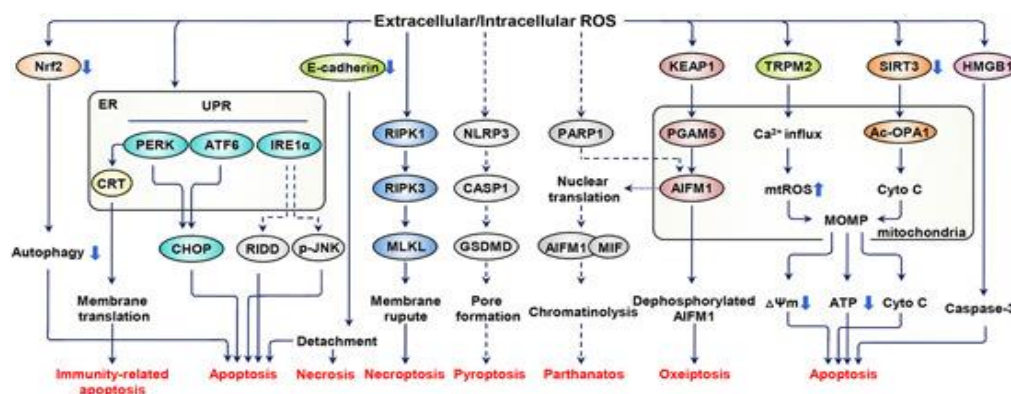 Extracellular/Intracellular ROS
Nrf2
E-cadherin
KEAP1
TRPM2
SIRT3
HMGB1
ER
UPR
PERK
ATF6
IRE1α
RIPK1
NLRP3
PARP1
PGAM5
Ca²⁺ influx
Ac-OPA1
CRT
RIPK3
CASP1
Nuclear
translation
AIFM1
mtROS
Cyto C
MOMP
mitochondria
Autophagy
CHOP
RIDD
p-JNK
MLKL
GSDMD
AIFM1
MIF
Membrane
translation
Detachment
Membrane
rupute
Pore
formation
Chromatinolysis
Dephosphorylated
AIFM1
△Ψm
ATP
Cyto C
Caspase-3
Immunity-related
apoptosis
Apoptosis
Necrosis
Necroptosis
Pyroptosis
Parthanatos
Oxeiptosis
Apoptosis